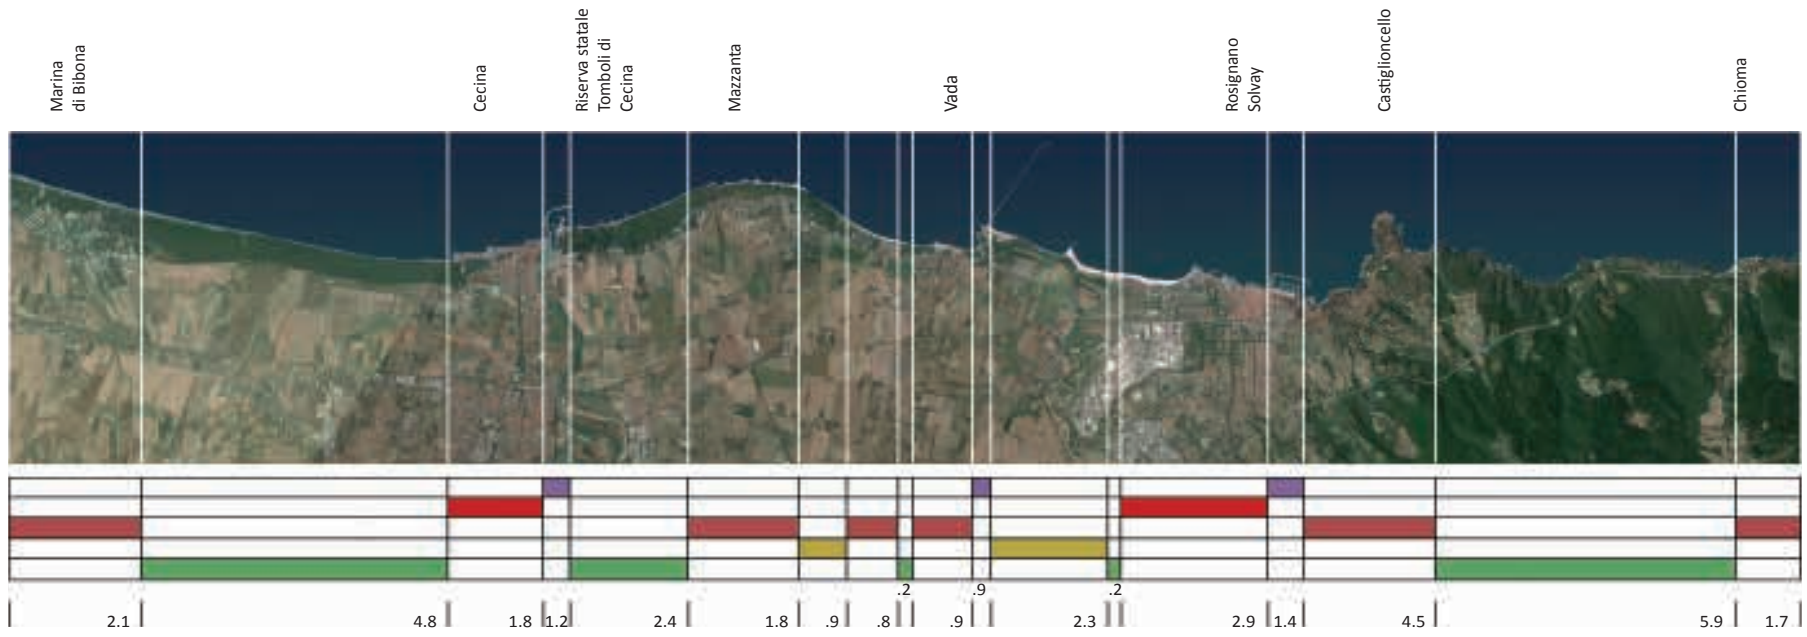 Marina
di Bibona
Cecina
Riserva statale
Tomboli di
Cecina
Mazzanta
Vada
Rosignano
Solvay
Castiglioncello
Chioma
.2
.9
.2
2.1
4.8
1.8
1.2
2.4
1.8
.9
.8
.9
2.3
2.9
1.4
4.5
5.9
1.7